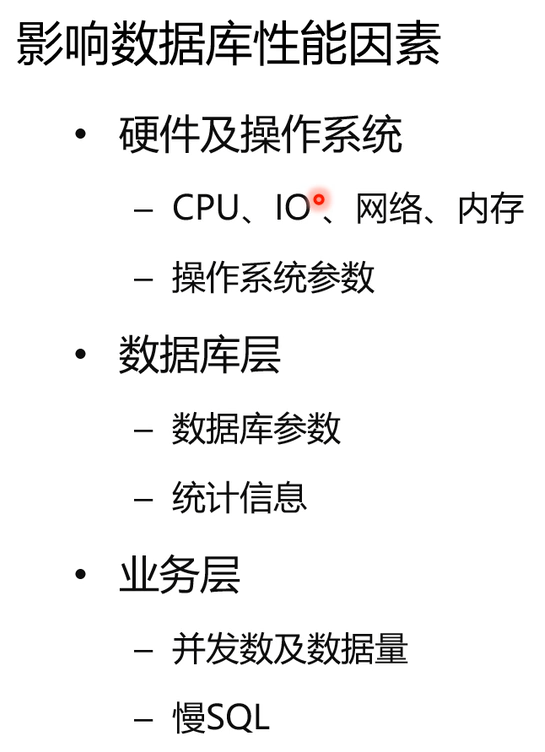 影响数据库性能因素
• 硬件及操作系统
– CPU、IO、网络、内存
– 操作系统参数
• 数据库层
– 数据库参数
– 统计信息
• 业务层
– 并发数及数据量
– 慢SQL